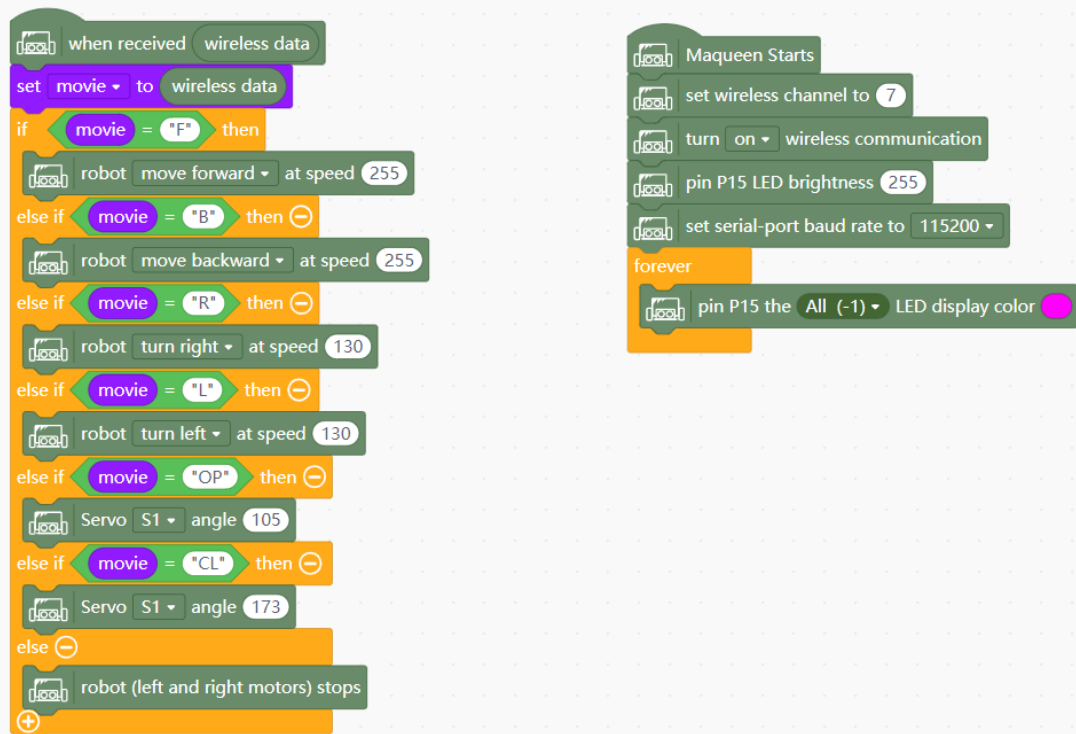 when received wireless data
set movie to wireless data
if movie = "F" then
robot move forward at speed 255
else if movie = "B" then
robot move backward at speed 255
else if movie = "R" then
robot turn right at speed 130
else if movie = "L" then
robot turn left at speed 130
else if movie = "OP" then
Servo S1 angle 105
else if movie = "CL" then
Servo S1 angle 173
else
robot (left and right motors) stops
Maqueen Starts
set wireless channel to 7
turn on wireless communication
pin P15 LED brightness 255
set serial-port baud rate to 115200
forever
pin P15 the All (-1) LED display color